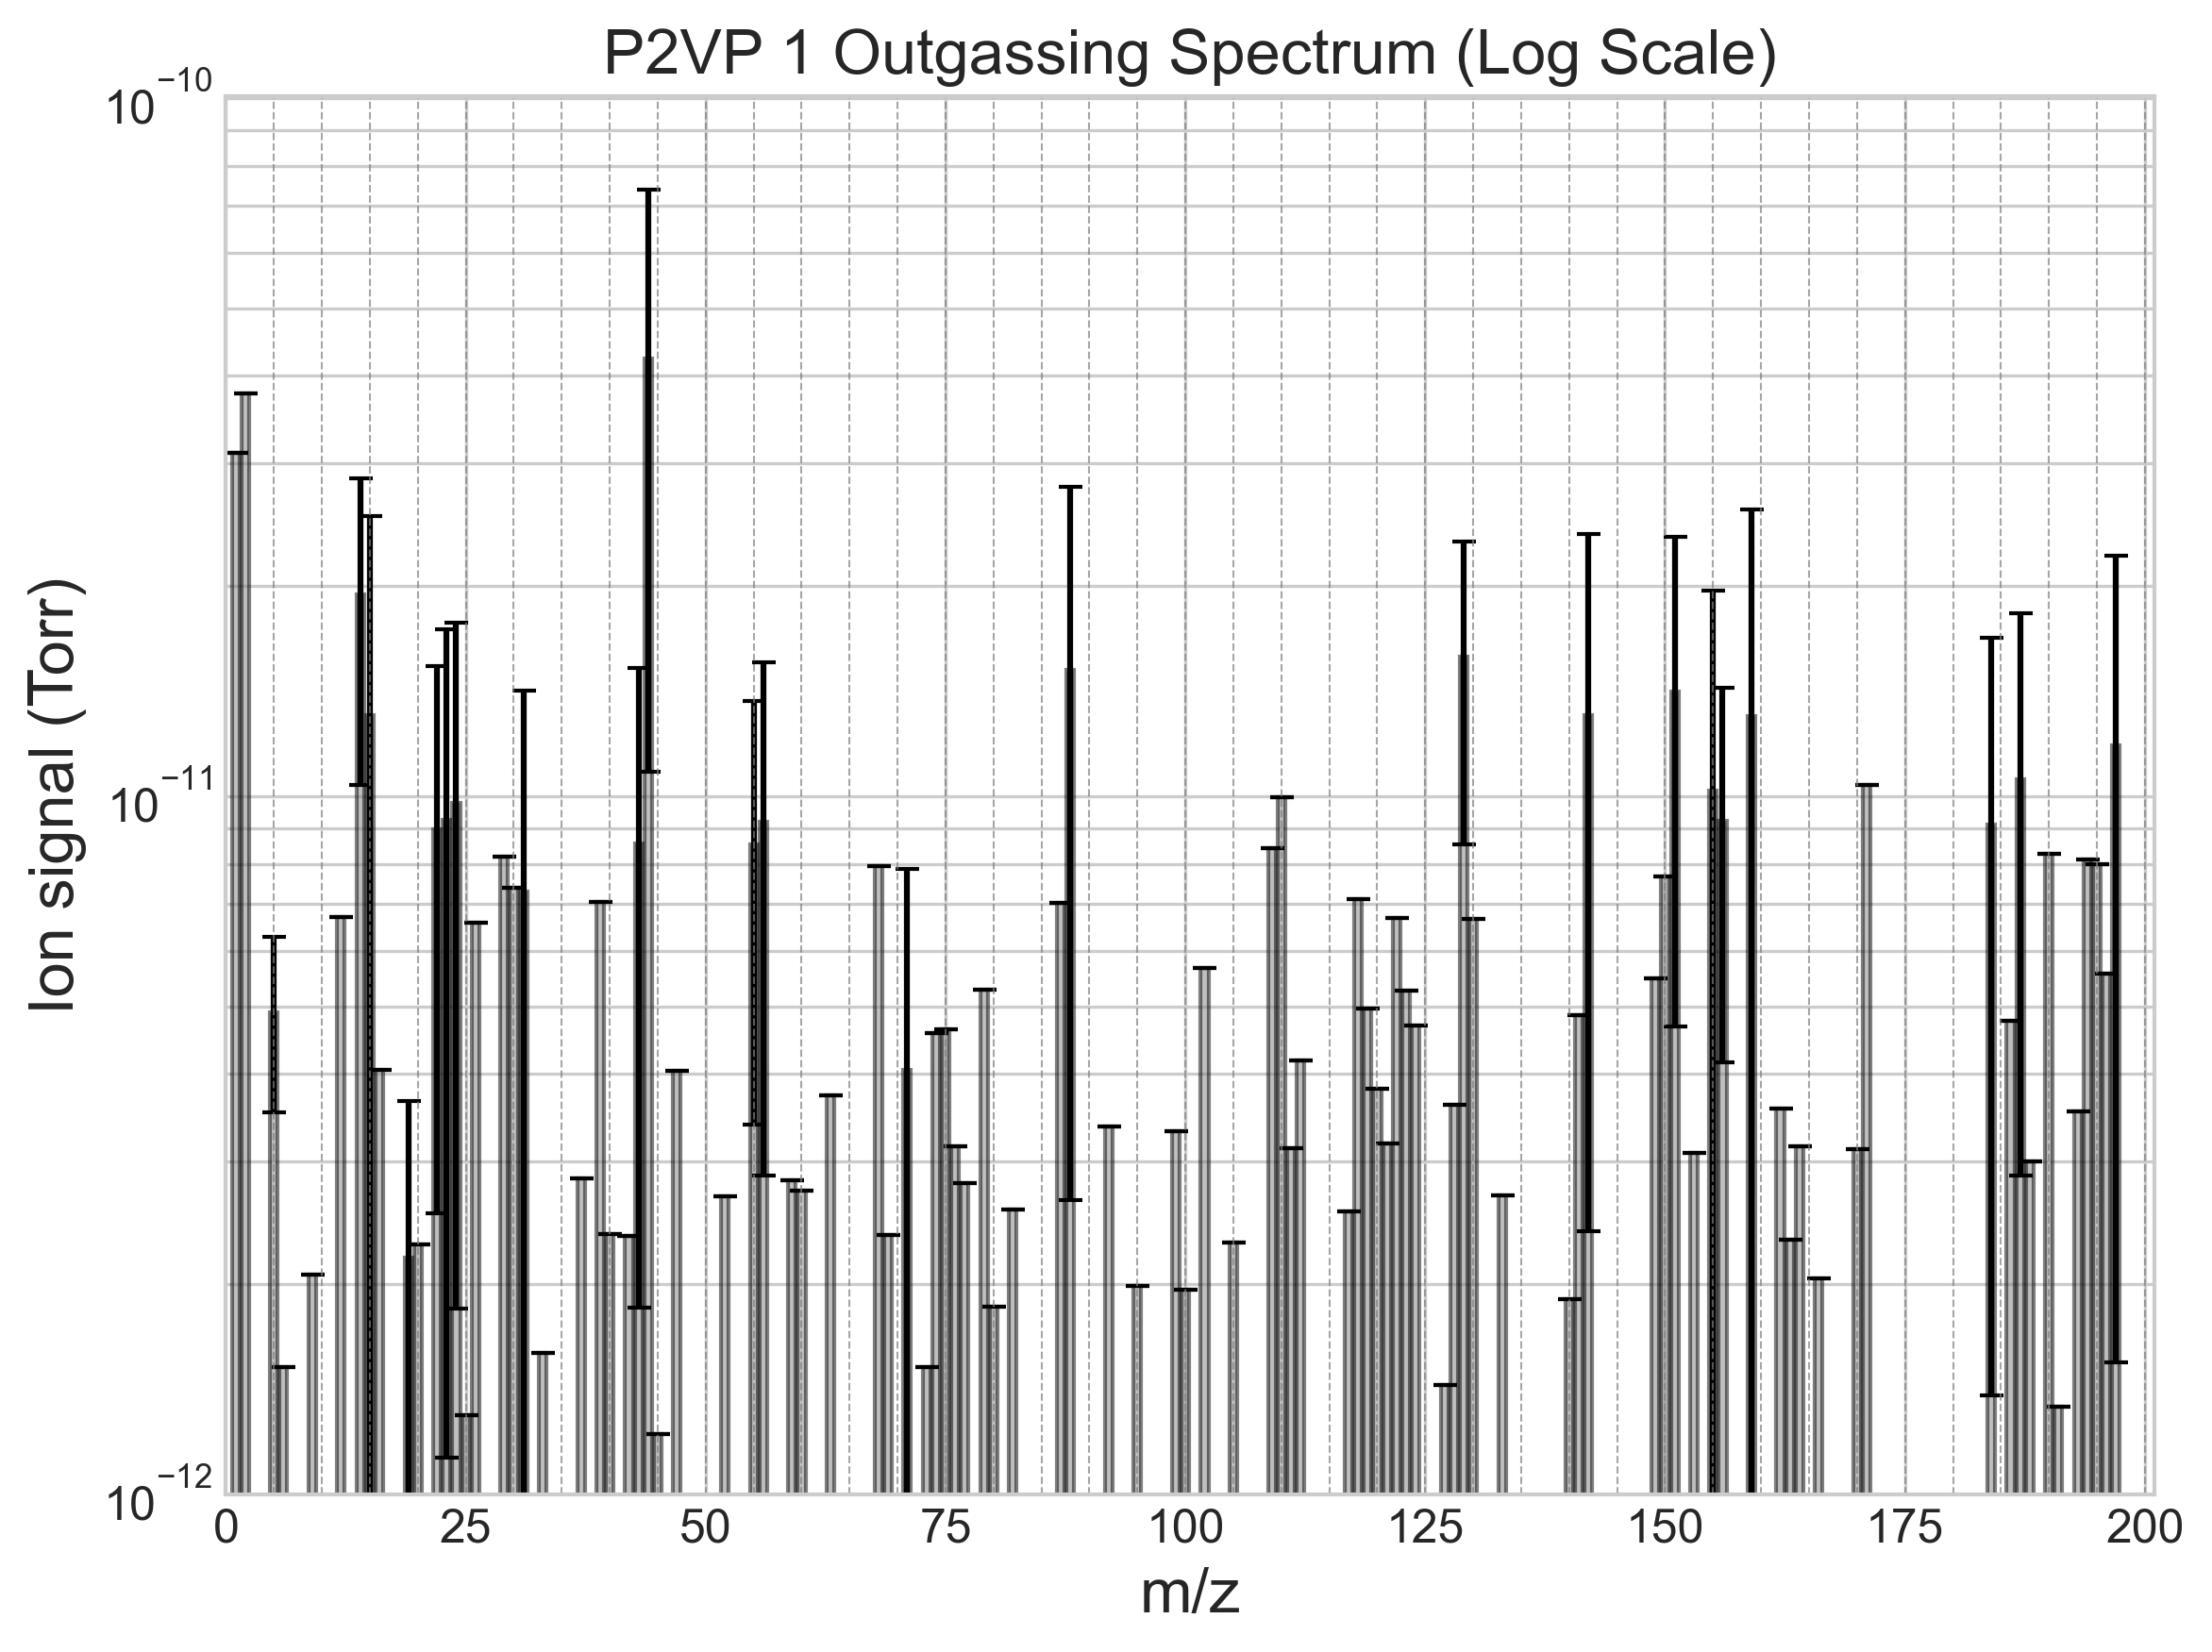 P2VP 1 Outgassing Spectrum (Log Scale)
10⁻¹⁰
10⁻¹¹
10⁻¹²
Ion signal (Torr)
0 25 50 75 100 125 150 175 200
m/z